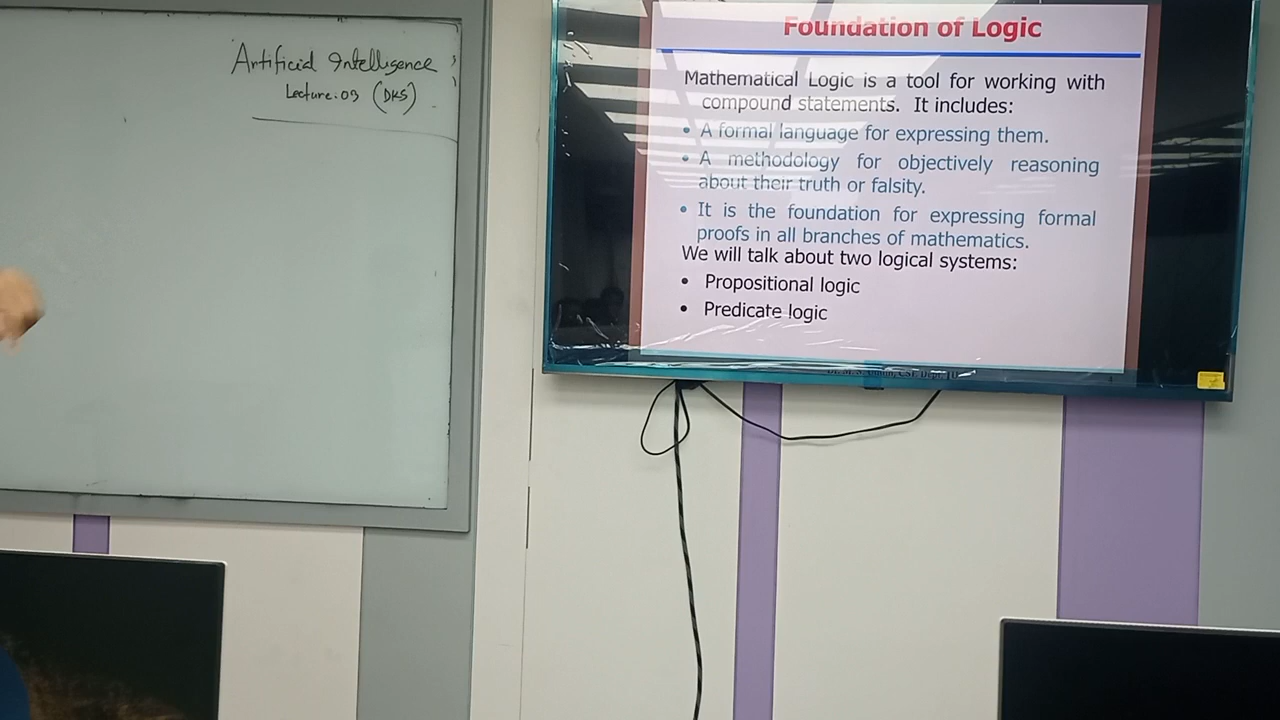 Artificial Intelligence
Lecture.03 (DKS)
Foundation of Logic
Mathematical Logic is a tool for working with
compound statements. It includes:
• A formal language for expressing them.
• A methodology for objectively reasoning
about their truth or falsity.
• It is the foundation for expressing formal
proofs in all branches of mathematics.
We will talk about two logical systems:
• Propositional logic
• Predicate logic